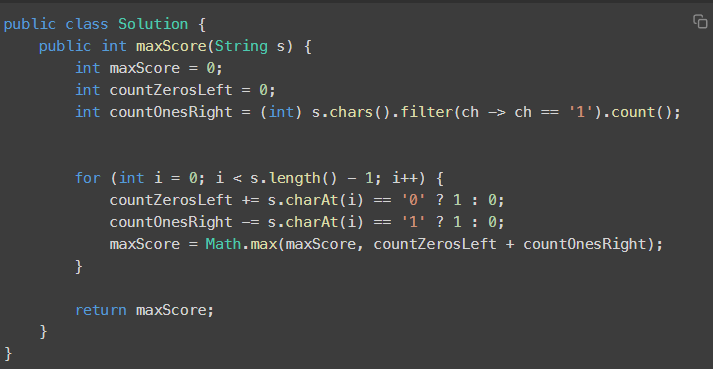 public class Solution {
    public int maxScore(String s) {
        int maxScore = 0;
        int countZerosLeft = 0;
        int countOnesRight = (int) s.chars().filter(ch -> ch == '1').count();
        for (int i = 0; i < s.length() - 1; i++) {
            countZerosLeft += s.charAt(i) == '0' ? 1 : 0;
            countOnesRight -= s.charAt(i) == '1' ? 1 : 0;
            maxScore = Math.max(maxScore, countZerosLeft + countOnesRight);
        }
        return maxScore;
    }
}